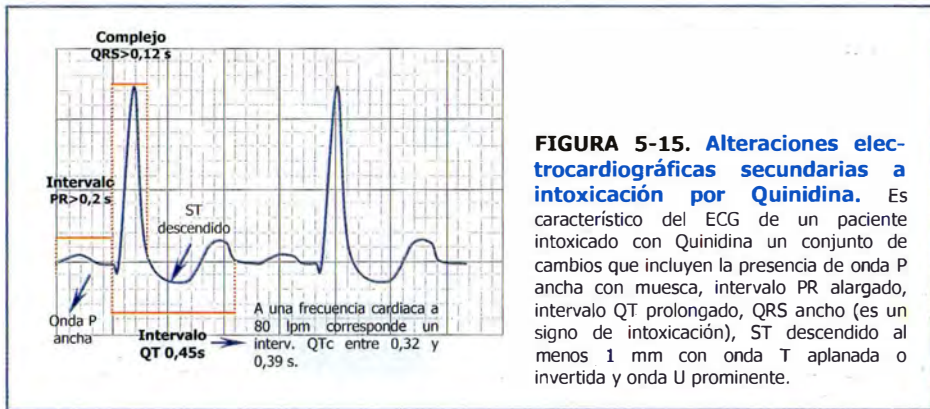 Complejo
QRS>0,12 s
Intervalo
PR>0,2 s
ST
descendido
Onda P
ancha
Intervalo
QT 0,45s
A una frecuencia cardiaca a
80 lpm corresponde un
interv. QTc entre 0,32 y
0,39 s.
FIGURA 5-15. Alteraciones elec-
trocardiográficas secundarias a
intoxicación por Quinidina. Es
característico del ECG de un paciente
intoxicado con Quinidina un conjunto de
cambios que incluyen la presencia de onda P
ancha con muesca, intervalo PR alargado,
intervalo QT prolongado, QRS ancho (es un
signo de intoxicación), ST descendido al
menos 1 mm con onda T aplanada o
invertida y onda U prominente.